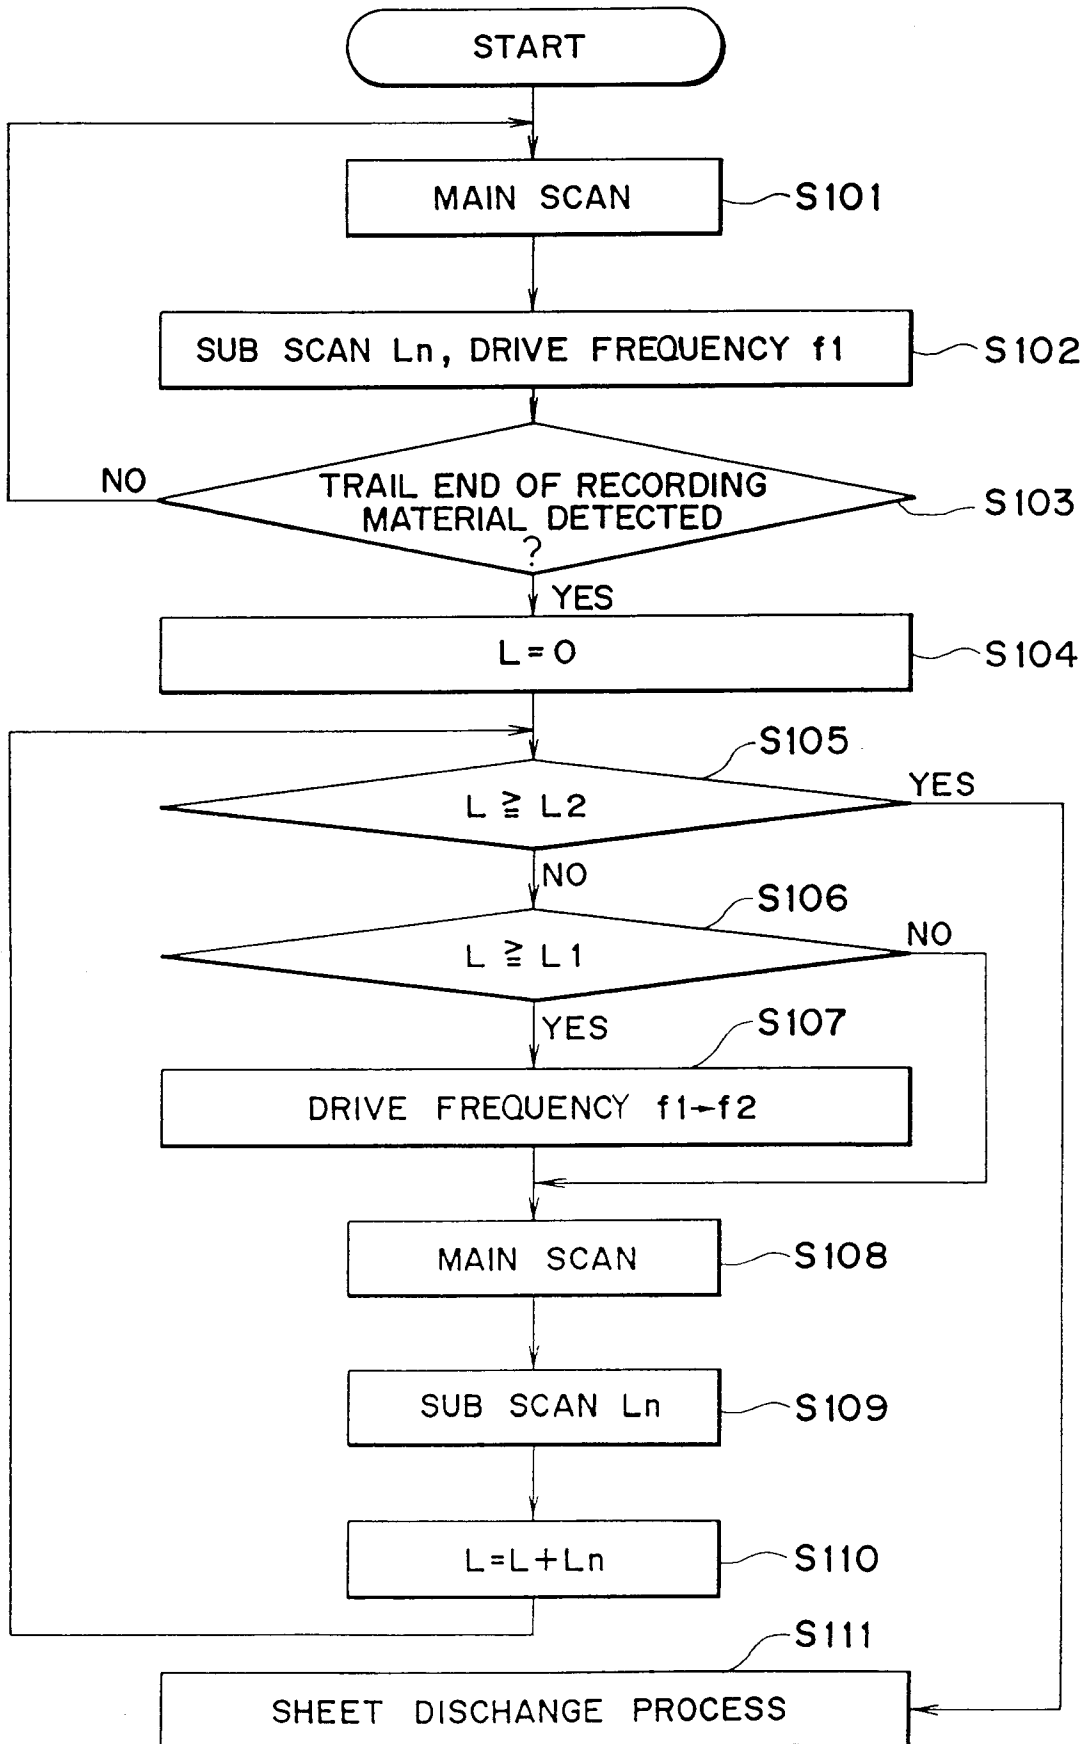 START
MAIN SCAN
S101
SUB SCAN Ln, DRIVE FREQUENCY f1
S102
NO
TRAIL END OF RECORDING
MATERIAL DETECTED
?
S103
YES
L=0
S104
S105
L ≧ L2
YES
NO
S106
L ≧ L1
NO
YES
S107
DRIVE FREQUENCY f1→f2
MAIN SCAN
S108
SUB SCAN Ln
S109
L=L+Ln
S110
S111
SHEET DISCHARGE PROCESS